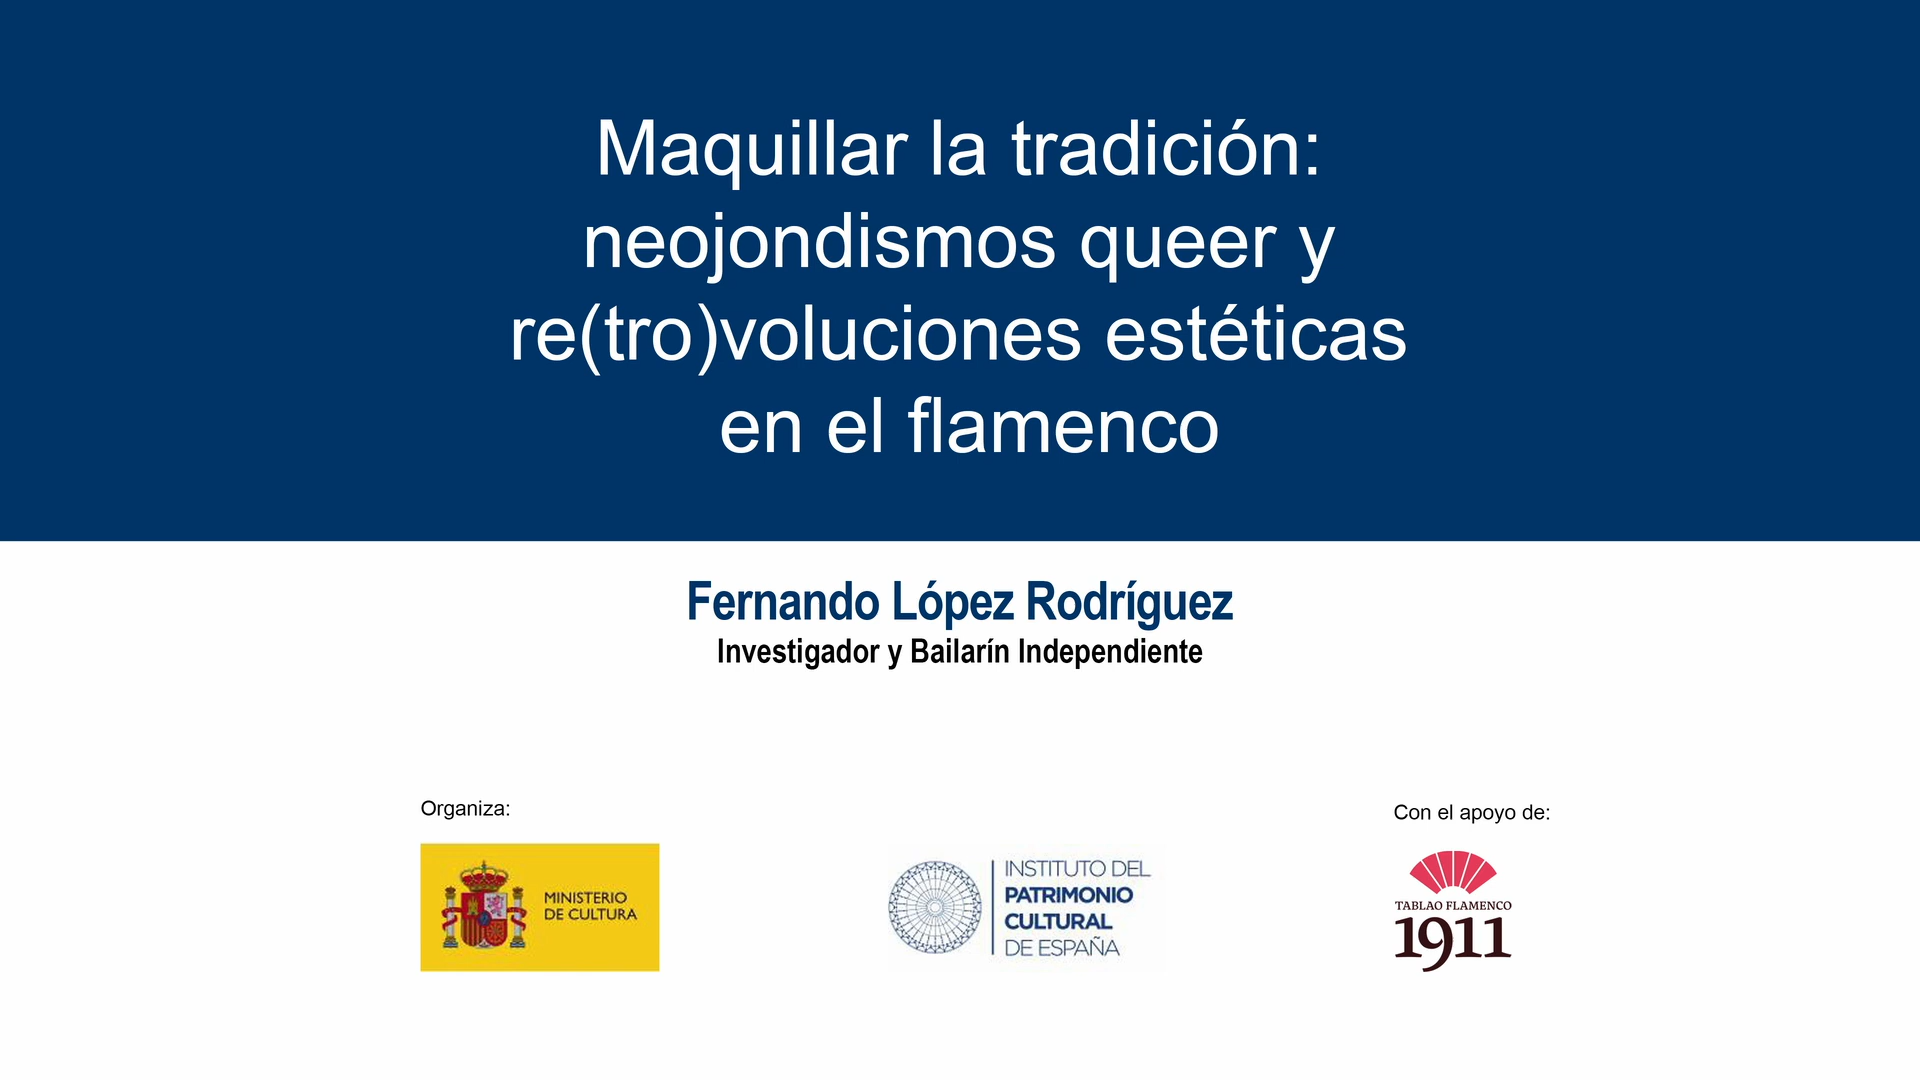 Maquillar la tradición:
neojondismos queer y
re(tro)voluciones estéticas
en el flamenco
Fernando López Rodríguez
Investigador y Bailarín Independiente
Organiza:
MINISTERIO
DE CULTURA
INSTITUTO DEL
PATRIMONIO
CULTURAL
DE ESPAÑA
Con el apoyo de:
TABLAO FLAMENCO
1911